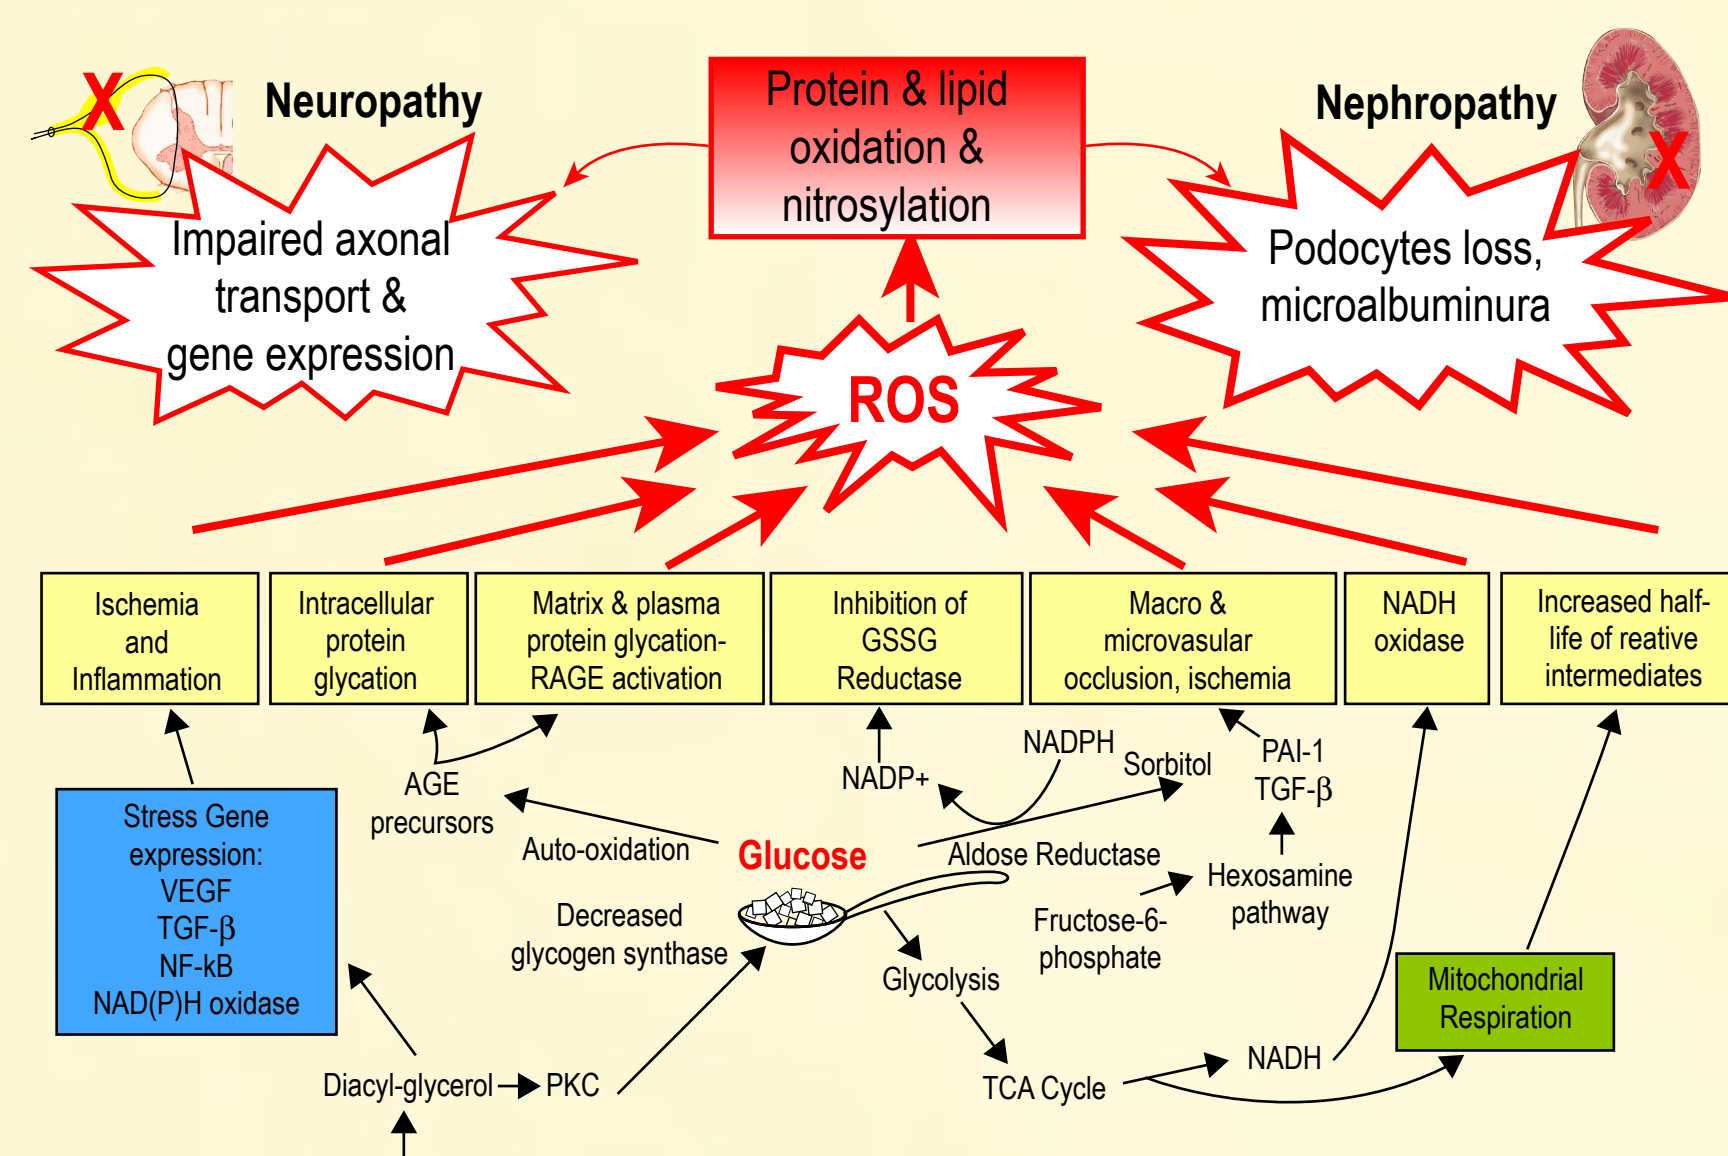 Neuropathy
Protein & lipid
oxidation &
nitrosylation
Nephropathy
X
X
Impaired axonal
transport &
gene expression
Podocytes loss,
microalbuminura
ROS
Ischemia
and
Inflammation
Intracellular
protein
glycation
Matrix & plasma
protein glycation-
RAGE activation
Inhibition of
GSSG
Reductase
Macro &
microvasular
occlusion, ischemia
NADH
oxidase
Increased half-
life of reative
intermediates
Stress Gene
expression:
VEGF
TGF-β
NF-kB
NAD(P)H oxidase
AGE
precursors
Auto-oxidation
NADP+
NADPH
Sorbitol
PAI-1
TGF-β
Glucose
Aldose Reductase
Hexosamine
pathway
Decreased
glycogen synthase
Fructose-6-
phosphate
Glycolysis
Mitochondrial
Respiration
Diacyl-glycerol
PKC
TCA Cycle
NADH